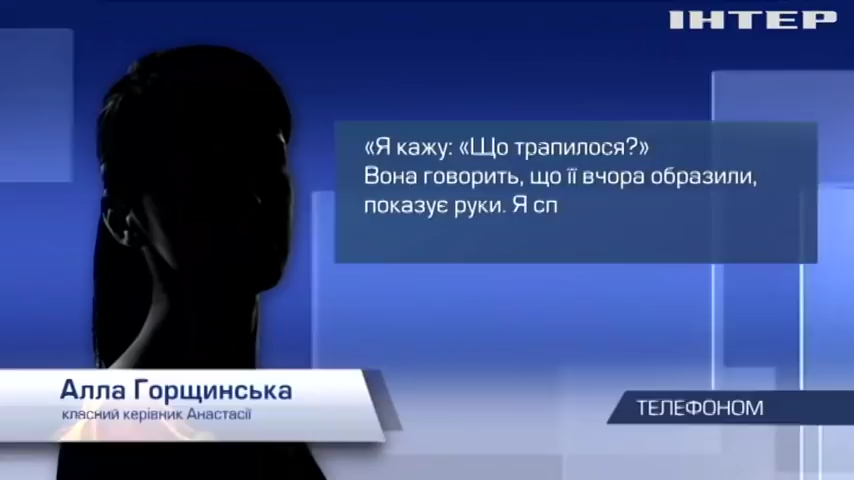 ІНТЕР
«Я кажу: «Що трапилося?»
Вона говорить, що її вчора образили,
показує руки. Я сп
Алла Горщинська
класний керівник Анастасії
ТЕЛЕФОНОМ